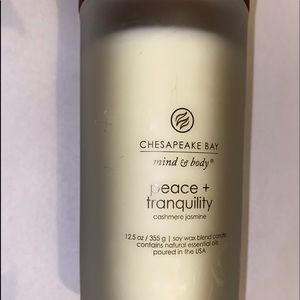 CHESAPEAKE BAY
mind & body®
peace +
tranquility
cashmere jasmine
12.5 oz / 355 g | soy wax blend candle
contains natural essential oils
poured in the USA